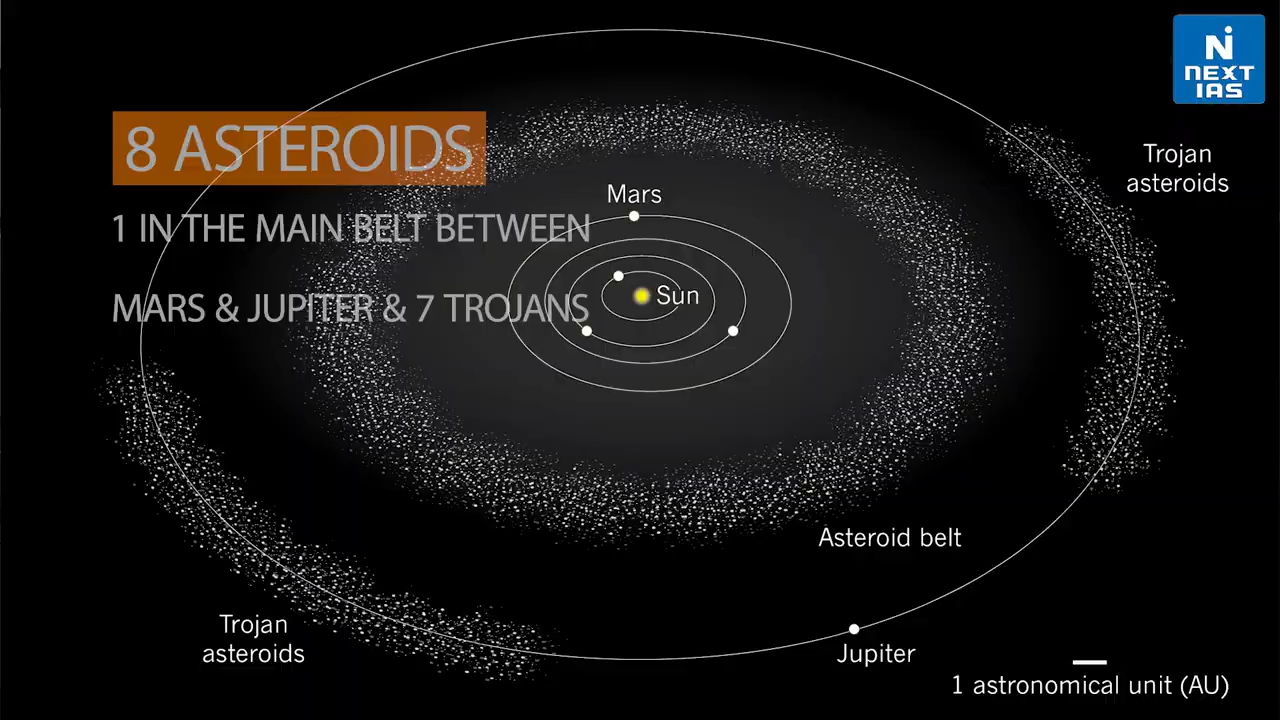 NEXT
IAS
8 ASTEROIDS
1 IN THE MAIN BELT BETWEEN
MARS & JUPITER & 7 TROJANS
Mars
Sun
Trojan
asteroids
Asteroid belt
Trojan
asteroids
Jupiter
1 astronomical unit (AU)